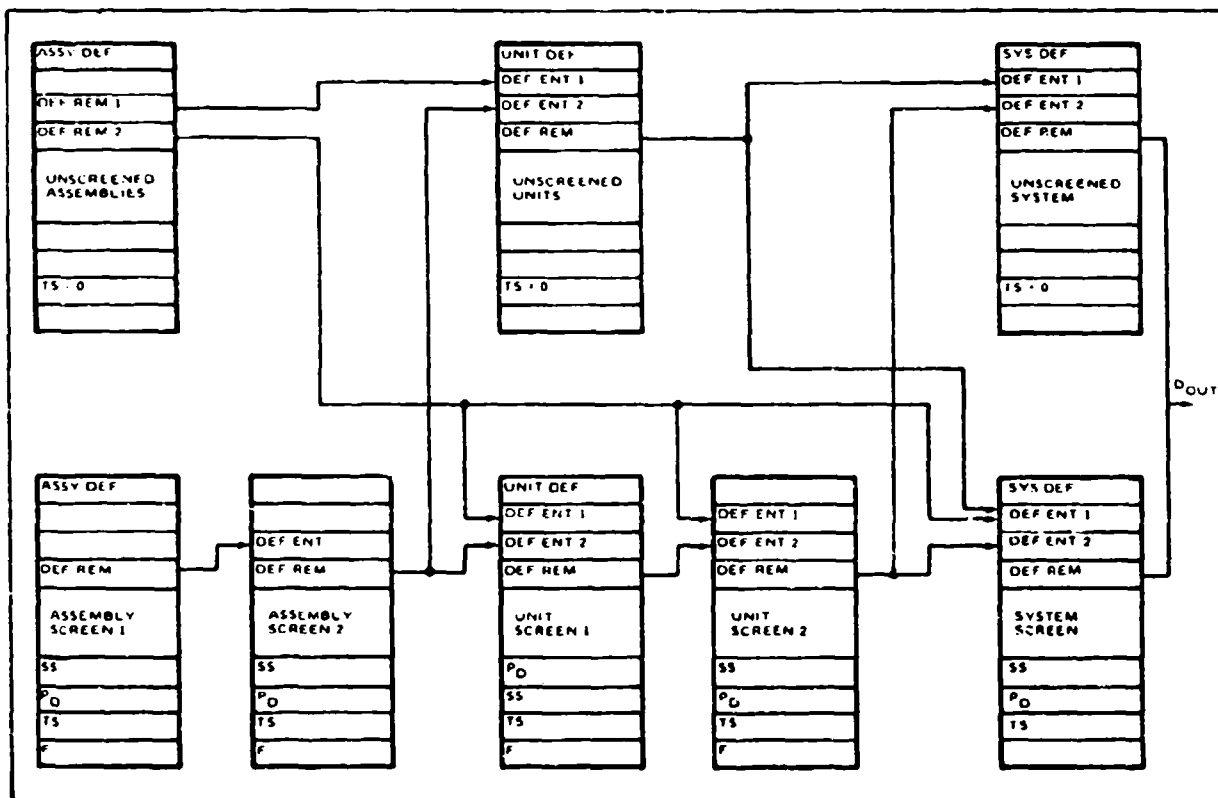 ASSY DEF
DEF REM 1
DEF REM 2
UNSCREENED
ASSEMBLIES
TS = 0
UNIT DEF
DEF ENT 1
DEF ENT 2
DEF REM
UNSCREENED
UNITS
TS = 0
SYS DEF
DEF ENT 1
DEF ENT 2
DEF REM
UNSCREENED
SYSTEM
TS = 0
DOUT
ASSY DEF
DEF REM
ASSEMBLY
SCREEN 1
SS
PD
TS
F
DEF ENT
DEF REM
ASSEMBLY
SCREEN 2
SS
PD
TS
F
UNIT DEF
DEF ENT 1
DEF ENT 2
DEF REM
UNIT
SCREEN 1
PD
SS
TS
F
DEF ENT 1
DEF ENT 2
DEF REM
UNIT
SCREEN 2
SS
PD
TS
F
SYS DEF
DEF ENT 1
DEF ENT 2
DEF REM
SYSTEM
SCREEN
SS
PD
TS